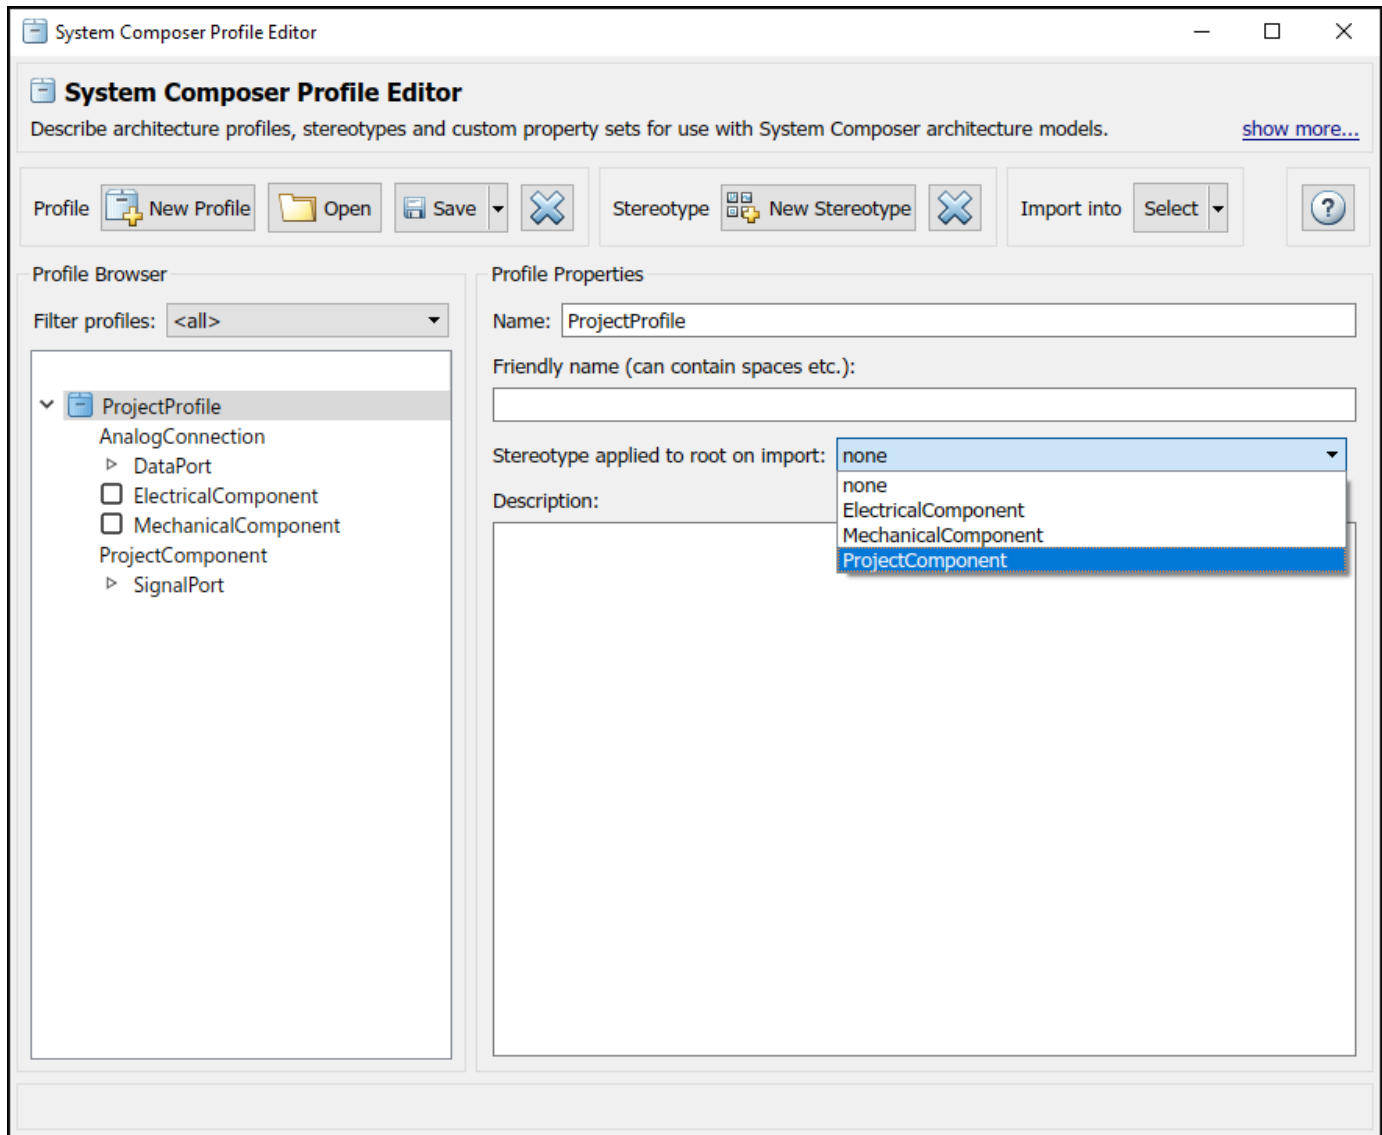 System Composer Profile Editor
System Composer Profile Editor
Describe architecture profiles, stereotypes and custom property sets for use with System Composer architecture models. show more...
Profile New Profile Open Save Stereotype New Stereotype Import into Select ?
Profile Browser
Filter profiles: <all>
ProjectProfile
AnalogConnection
DataPort
ElectricalComponent
MechanicalComponent
ProjectComponent
SignalPort
Profile Properties
Name: ProjectProfile
Friendly name (can contain spaces etc.):
Stereotype applied to root on import: none
none
ElectricalComponent
MechanicalComponent
ProjectComponent
Description: